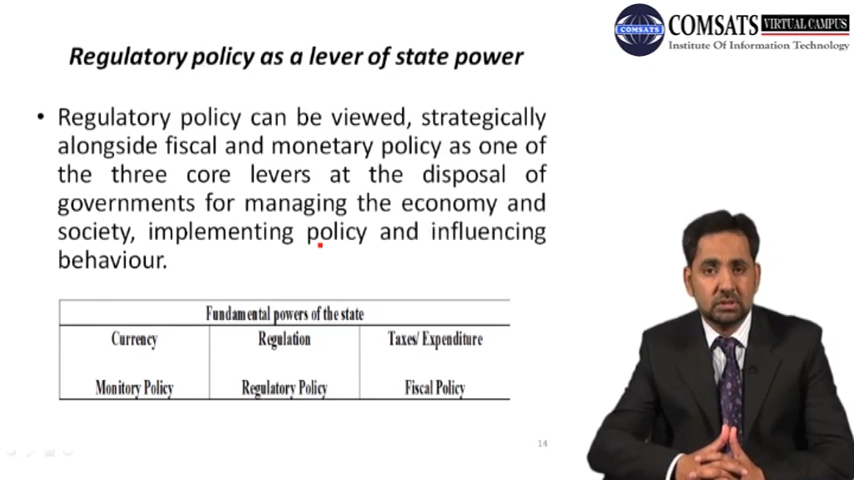 COMSATS VIRTUAL CAMPUS
COMSATS
Institute Of Information Technology
Regulatory policy as a lever of state power
• Regulatory policy can be viewed, strategically
alongside fiscal and monetary policy as one of
the three core levers at the disposal of
governments for managing the economy and
society, implementing policy and influencing
behaviour.
Fundamental powers of the state
Currency Regulation Taxes/ Expenditure
Monitory Policy Regulatory Policy Fiscal Policy
14